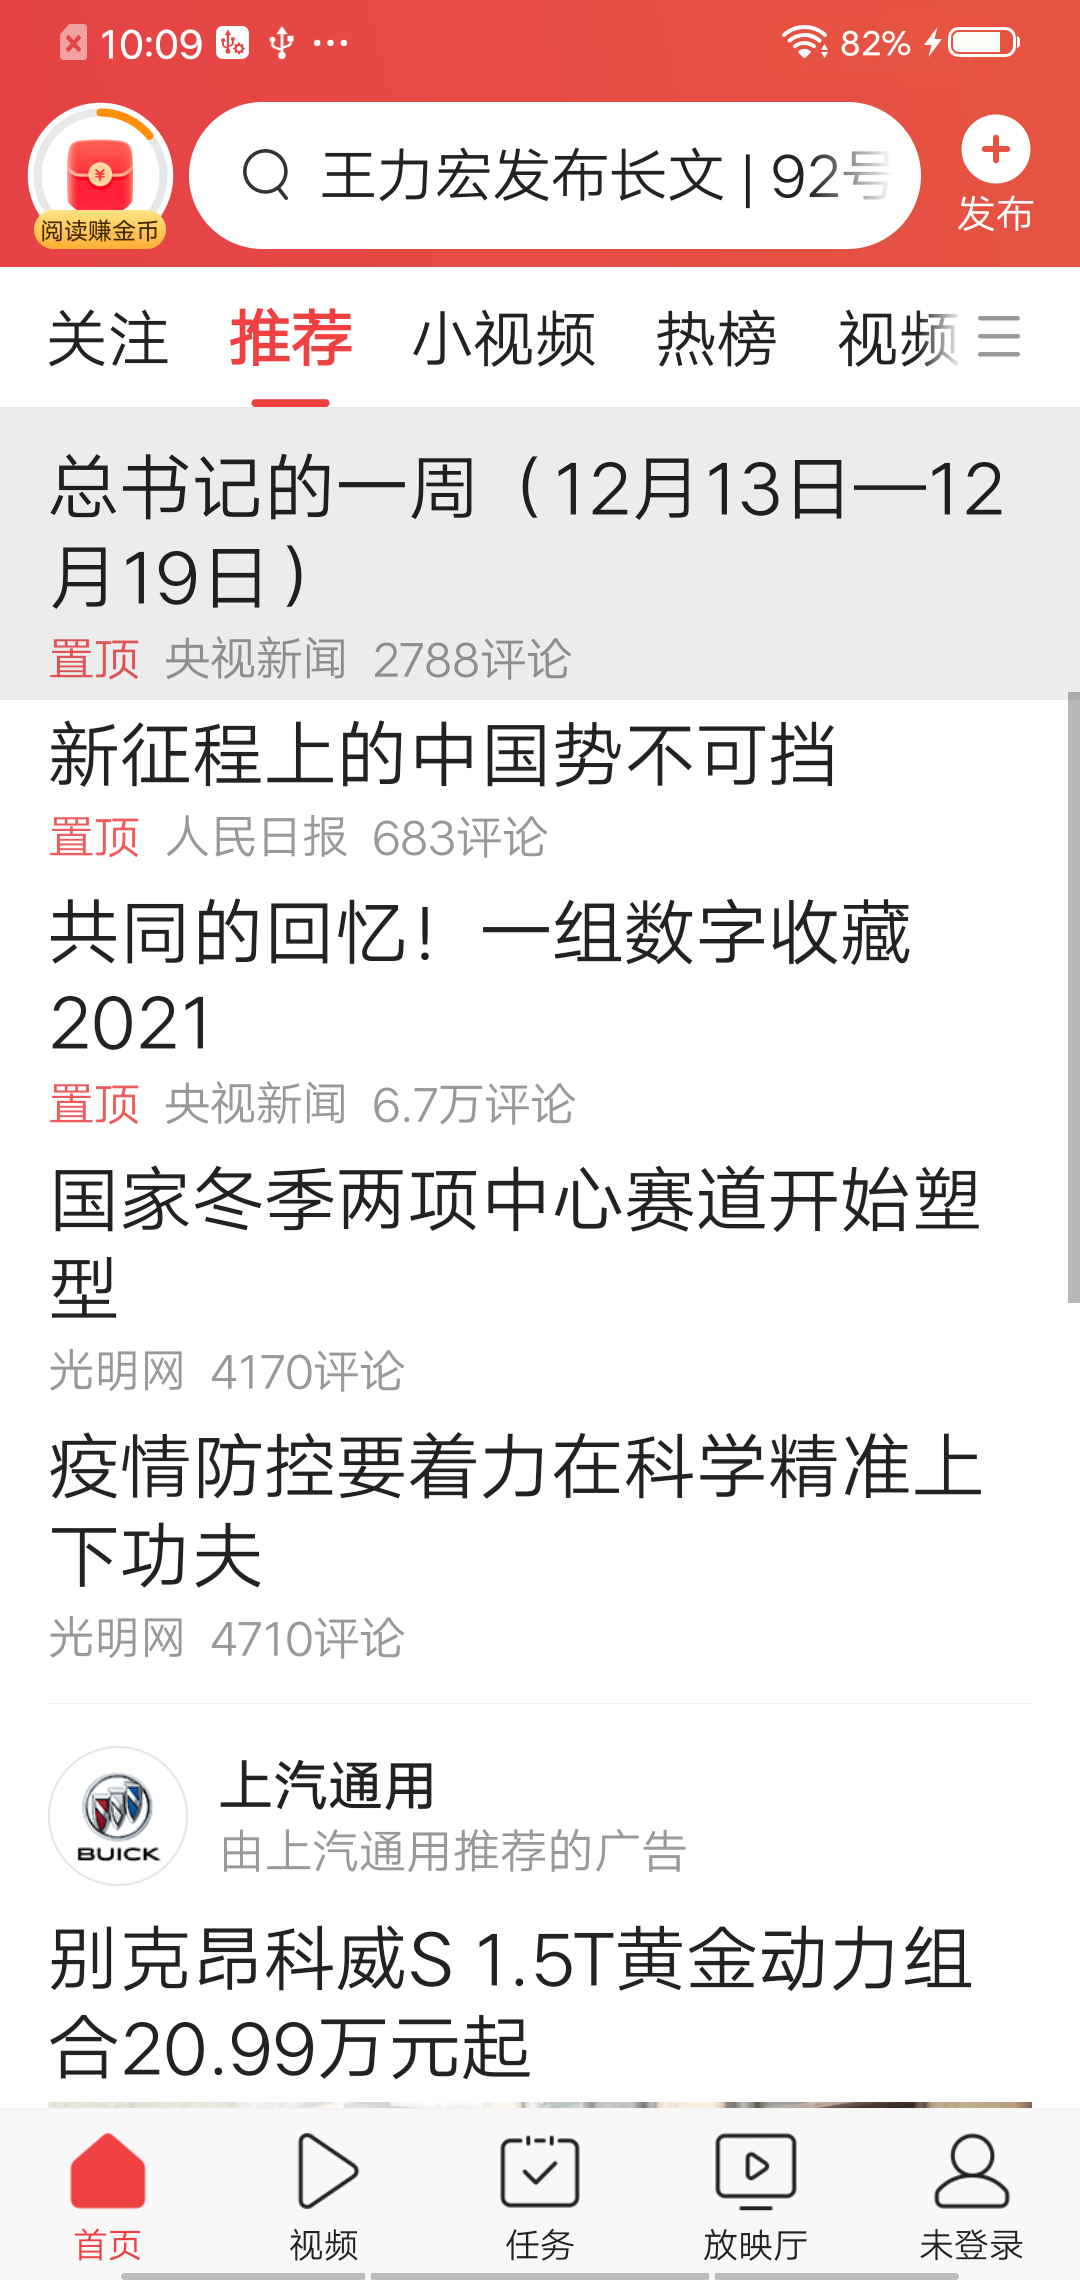 10:09
82%
阅读赚金币
王力宏发布长文 | 92号
发布
关注
推荐
小视频
热榜
视频
总书记的一周（12月13日—12
月19日）
置顶 央视新闻 2788评论
新征程上的中国势不可挡
置顶 人民日报 683评论
共同的回忆！一组数字收藏
2021
置顶 央视新闻 6.7万评论
国家冬季两项中心赛道开始塑
型
光明网 4170评论
疫情防控要着力在科学精准上
下功夫
光明网 4710评论
BUICK
上汽通用
由上汽通用推荐的广告
别克昂科威S 1.5T黄金动力组
合20.99万元起
首页
视频
任务
放映厅
未登录